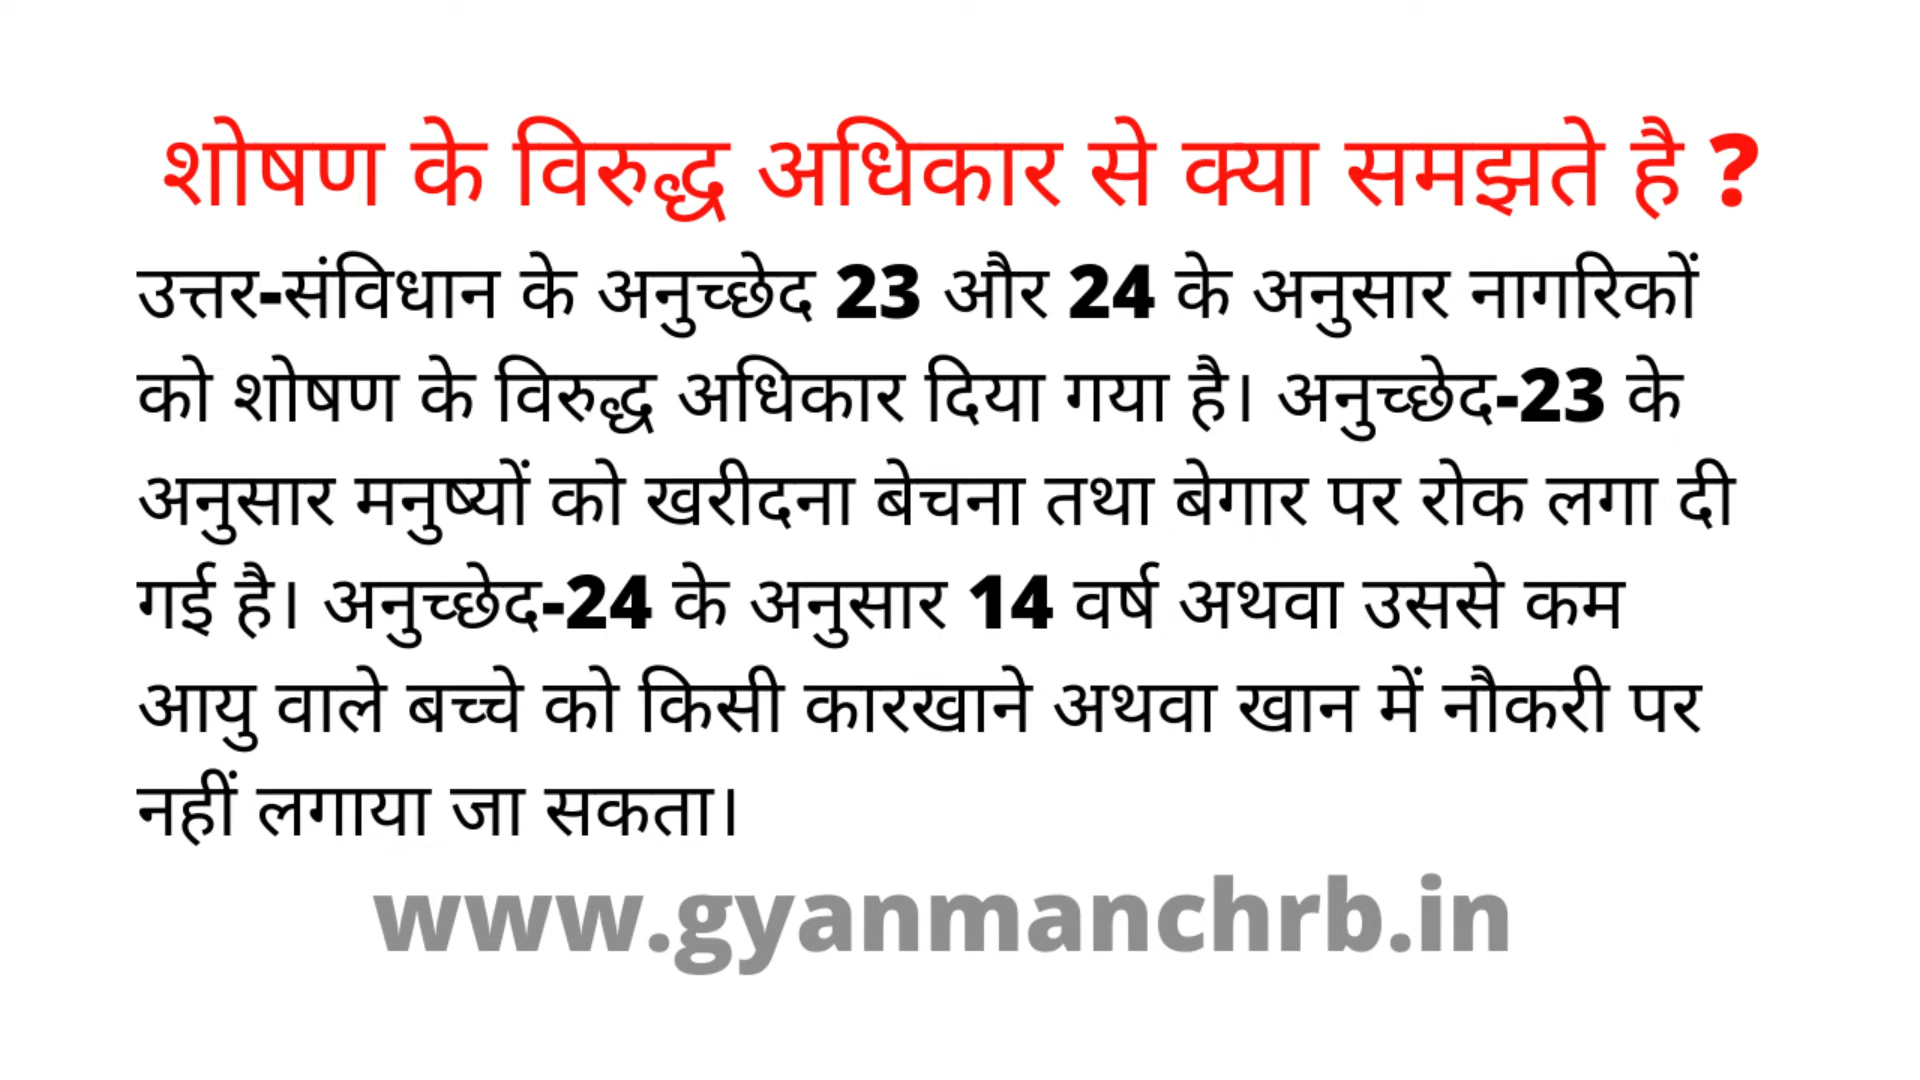 शोषण के विरुद्ध अधिकार से क्या समझते है ?
उत्तर-संविधान के अनुच्छेद 23 और 24 के अनुसार नागरिकों
को शोषण के विरुद्ध अधिकार दिया गया है। अनुच्छेद-23 के
अनुसार मनुष्यों को खरीदना बेचना तथा बेगार पर रोक लगा दी
गई है। अनुच्छेद-24 के अनुसार 14 वर्ष अथवा उससे कम
आयु वाले बच्चे को किसी कारखाने अथवा खान में नौकरी पर
नहीं लगाया जा सकता।
www.gyanmanchrb.in